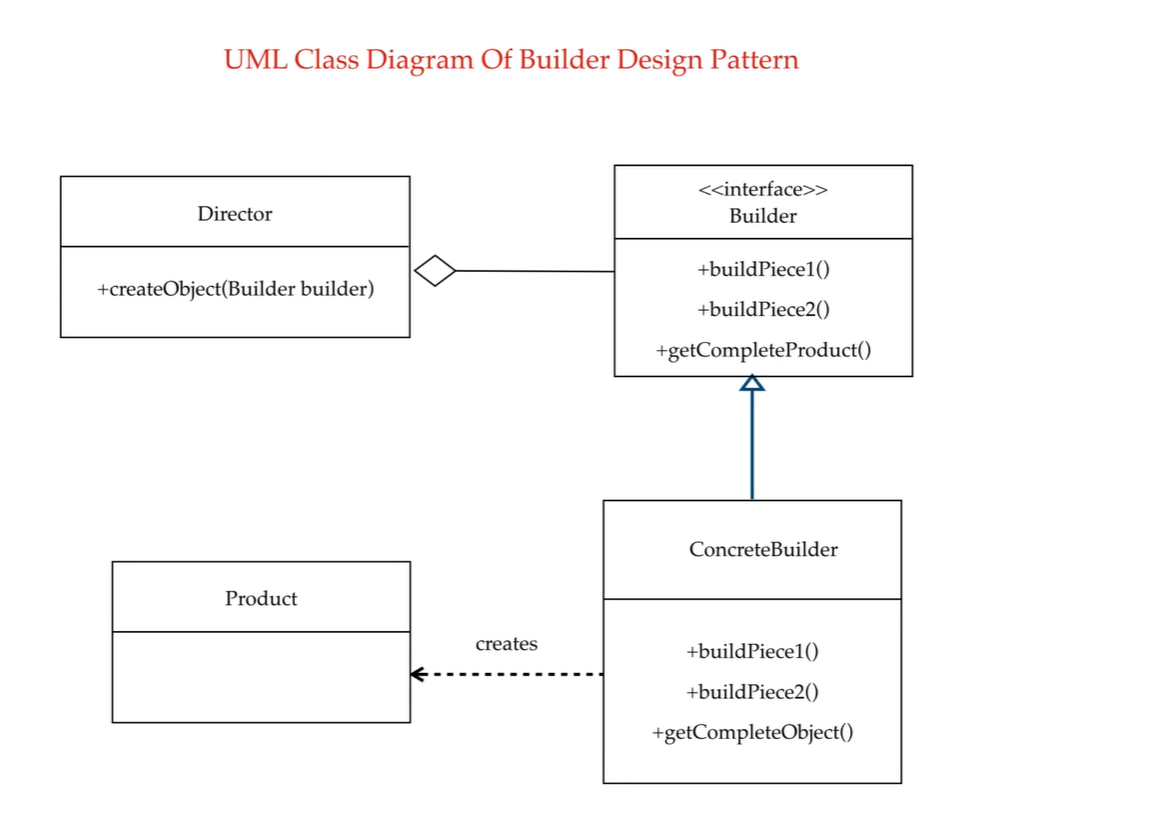 UML Class Diagram Of Builder Design Pattern
Director
+createObject(Builder builder)
<<interface>>
Builder
+buildPiece1()
+buildPiece2()
+getCompleteProduct()
Product
creates
ConcreteBuilder
+buildPiece1()
+buildPiece2()
+getCompleteObject()